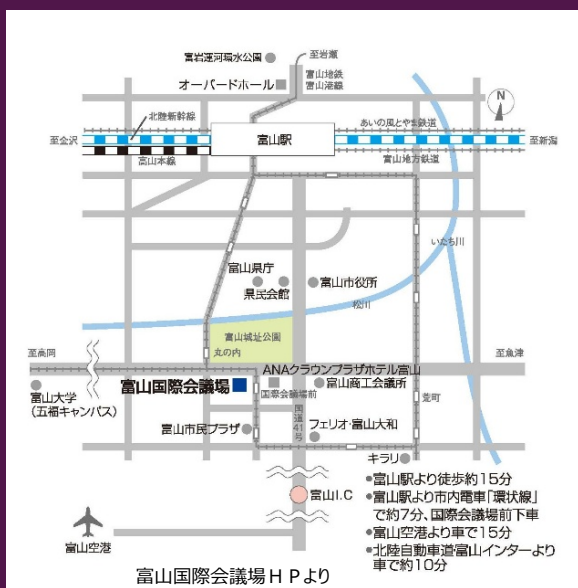 富岩運河環水公園
至岩瀬
富山地鉄
富山港線
オーバードホール
N
北陸新幹線
あいの風とやま鉄道
至金沢
富山駅
至新潟
高山本線
富山地方鉄道
いたち川
富山県庁
県民会館
富山市役所
松川
富山城址公園
丸の内
至高岡
至魚津
ANAクラウンプラザホテル富山
富山大学
(五福キャンパス)
富山国際会議場
国際会議場前
富山商工会議所
荒町
国道41号
富山市民プラザ
フェリオ・富山大和
キラリ
富山I.C
富山空港
•富山駅より徒歩約15分
•富山駅より市内電車「環状線」
で約7分、国際会議場前下車
•富山空港より車で15分
•北陸自動車道富山インターより
車で約10分
富山国際会議場HPより